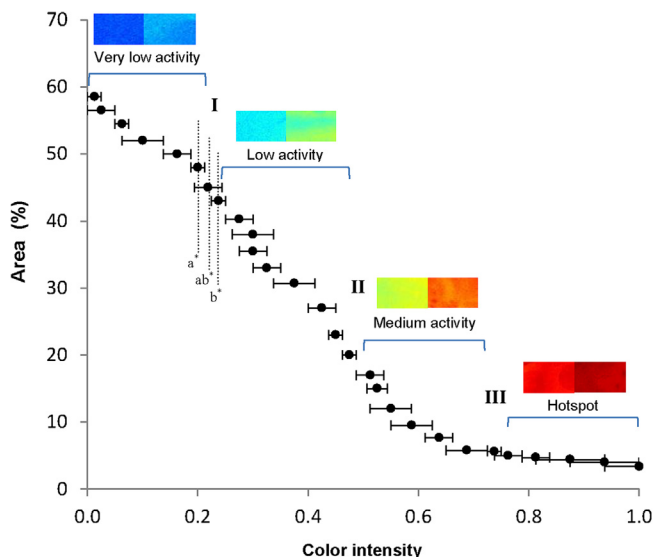 70
Very low activity
60
I
50
Low activity
40
a*
ab*
b*
30
II
Medium activity
20
III
Hotspot
10
0
0.0 0.2 0.4 0.6 0.8 1.0
Area (%)
Color intensity